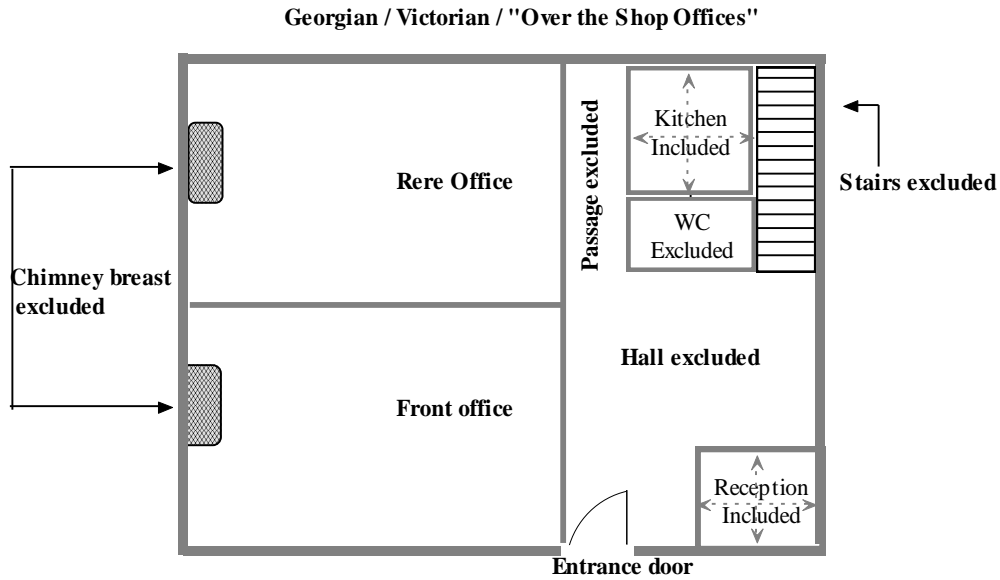 Georgian / Victorian / "Over the Shop Offices"
Kitchen
Included
Passage excluded
Rere Office
Stairs excluded
WC
Excluded
Chimney breast
excluded
Hall excluded
Front office
Reception
Included
Entrance door